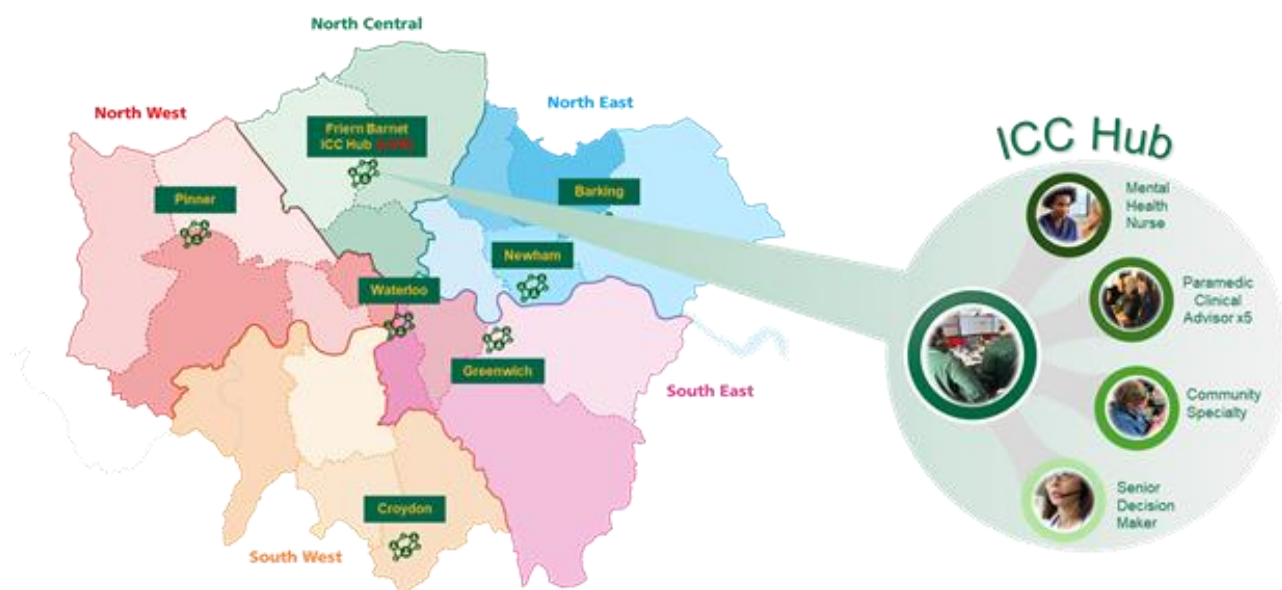 North Central
North West
North East
Friern Barnet
ICC Hub
Pinner
Barking
Newham
Waterloo
Greenwich
South East
Croydon
South West
ICC Hub
Mental
Health
Nurse
Paramedic
Clinical
Advisor x5
Community
Specialty
Senior
Decision
Maker